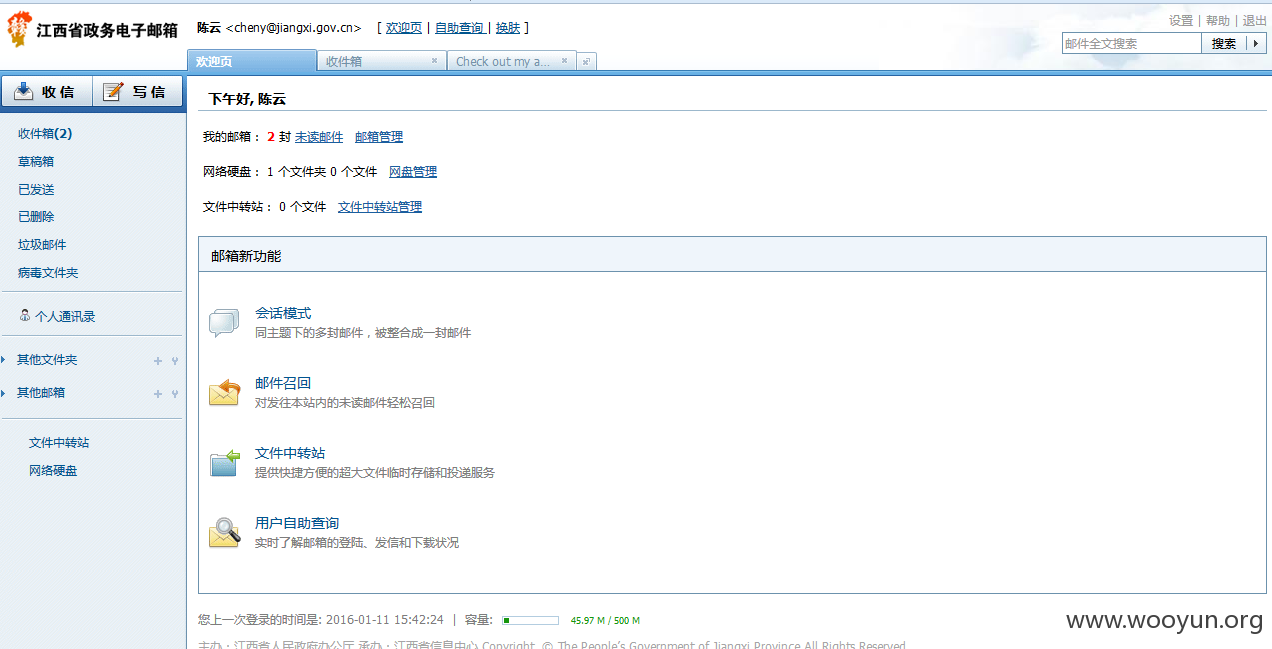 江西省政务电子邮箱
陈云 <cheny@jiangxi.gov.cn> [ 欢迎页 | 自助查询 | 换肤 ]
设置 | 帮助 | 退出
邮件全文搜索 搜索
欢迎页 收件箱 × Check out my a... ×
收 信 写 信
下午好, 陈云
收件箱(2)
草稿箱
已发送
已删除
垃圾邮件
病毒文件夹
个人通讯录
其他文件夹
其他邮箱
文件中转站
网络硬盘
我的邮箱： 2 封 未读邮件 邮箱管理
网络硬盘： 1 个文件夹 0 个文件 网盘管理
文件中转站： 0 个文件 文件中转站管理
邮箱新功能
会话模式
同主题下的多封邮件，被整合成一封邮件
邮件召回
对发往本站内的未读邮件轻松召回
文件中转站
提供快捷方便的超大文件临时存储和投递服务
用户自助查询
实时了解邮箱的登陆、发信和下载状况
您上一次登录的时间是: 2016-01-11 15:42:24 | 容量: 45.97 M / 500 M
www.wooyun.org
主办：江西省人民政府办公厅 承办：江西省信息中心 Copyright © The People's Government of Jiangxi Province All Rights Reserved